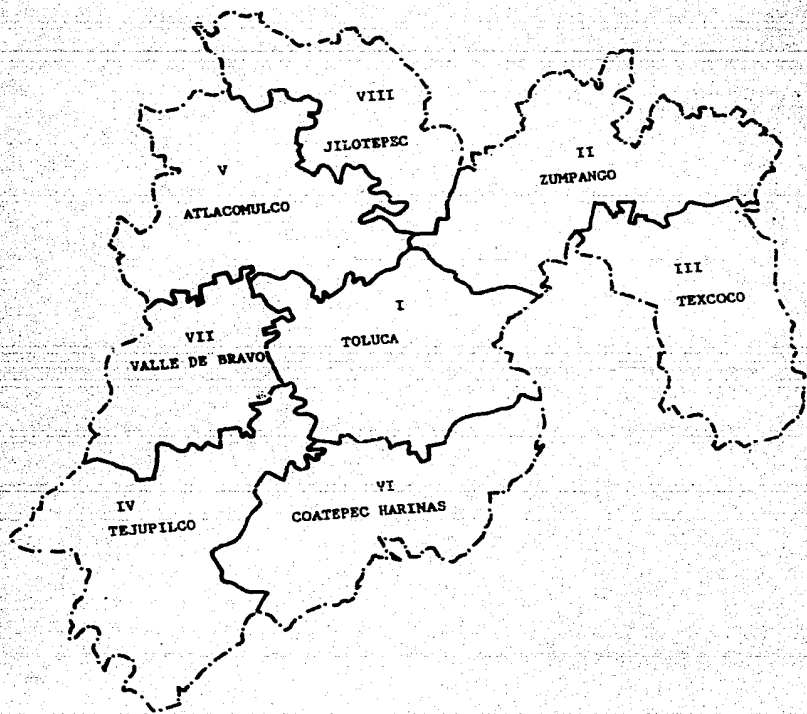 VIII
JILOTEPEC
II
ZUMPANGO
V
ATLACOMULCO
III
TEXCOCO
I
TOLUCA
VII
VALLE DE BRAVO
VI
COATEPEC HARINAS
IV
TEJUPILCO